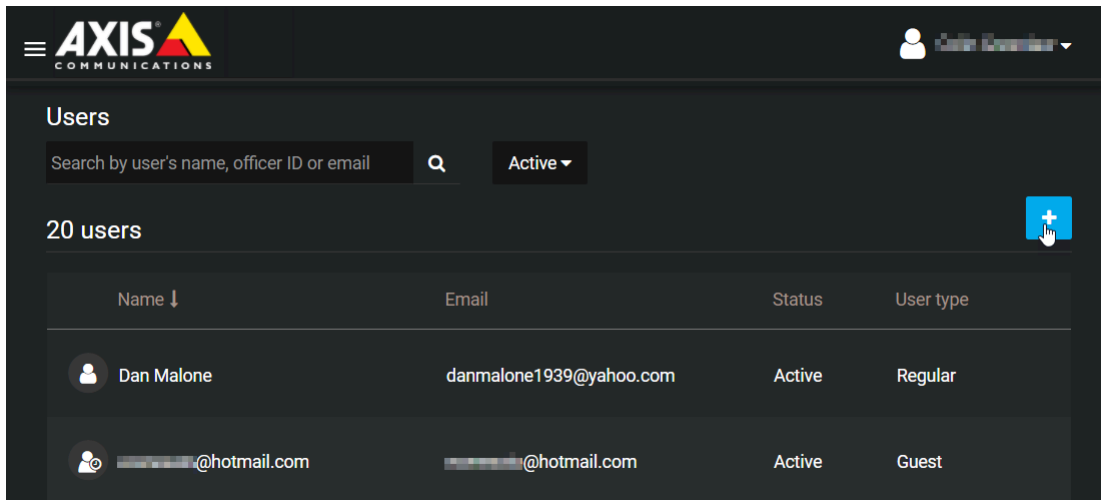 AXIS
COMMUNICATIONS
Users
Search by user's name, officer ID or email
Active
20 users
Name Email Status User type
Dan Malone danmalone1939@yahoo.com Active Regular
@hotmail.com @hotmail.com Active Guest